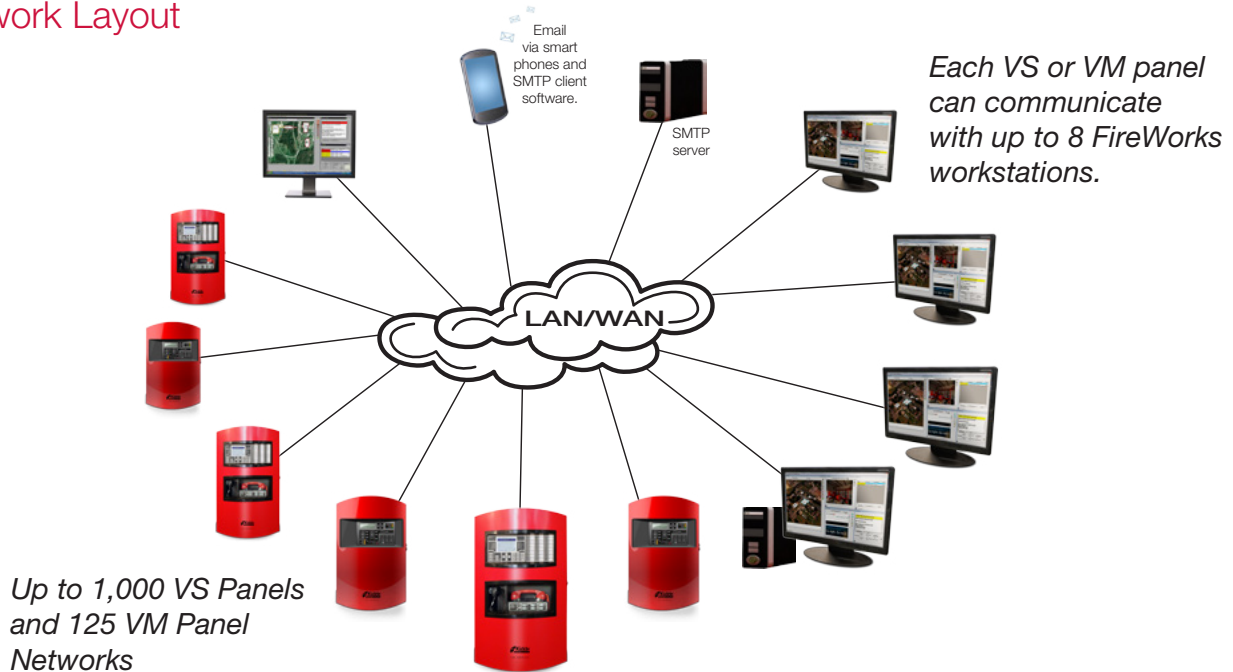 work Layout
Email
via smart
phones and
SMTP client
software.
SMTP
server
Each VS or VM panel
can communicate
with up to 8 FireWorks
workstations.
LAN/WAN
Up to 1,000 VS Panels
and 125 VM Panel
Networks